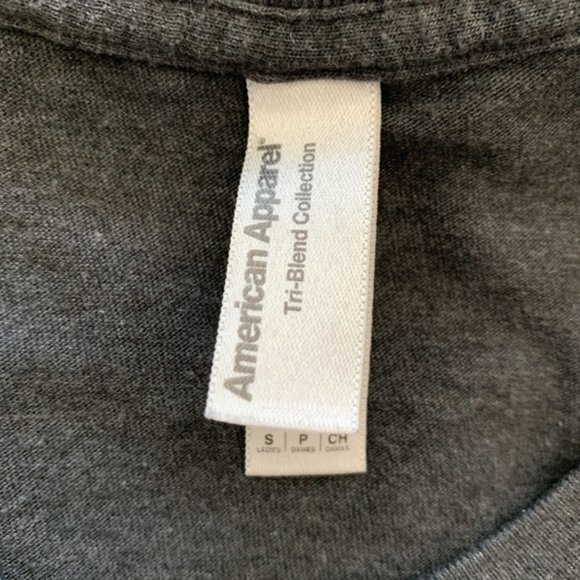 American Apparel®
Tri-Blend Collection
S | P | CH
LADIES | DAMES | DAMAS